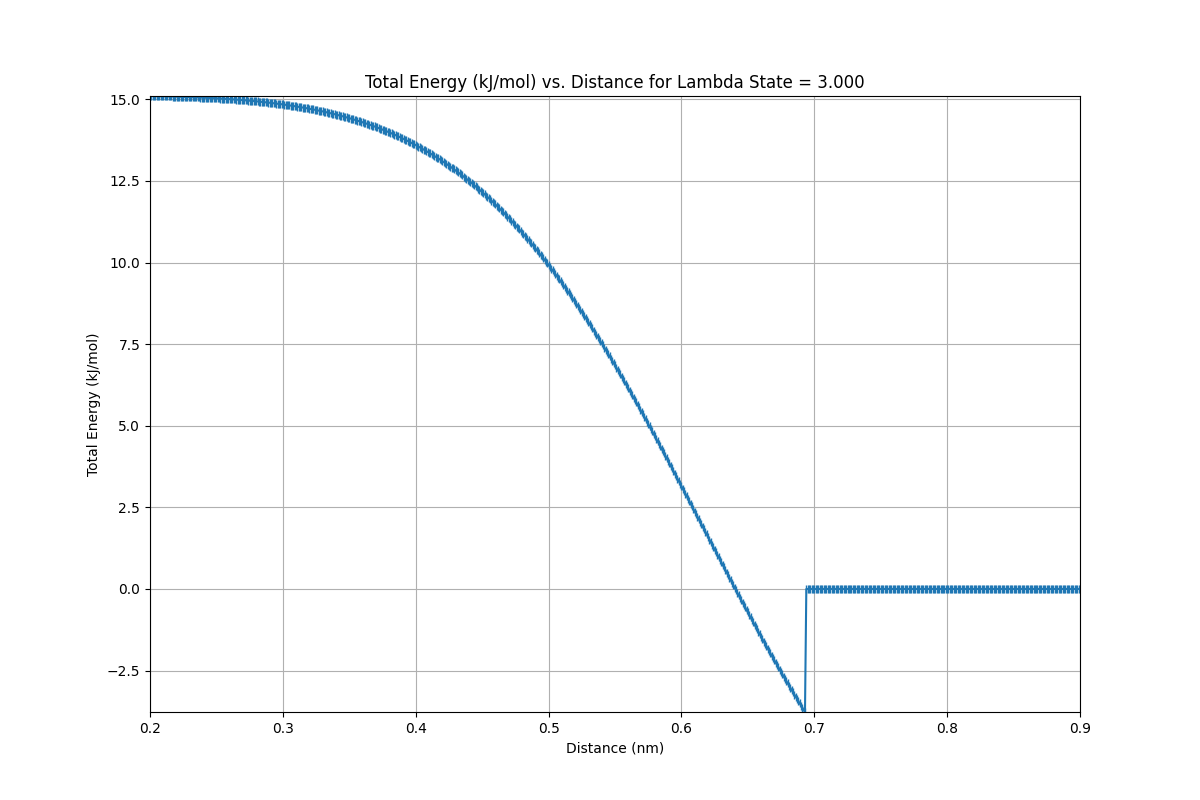 Total Energy (kJ/mol) vs. Distance for Lambda State = 3.000
15.0
12.5
10.0
7.5
5.0
2.5
0.0
−2.5
Total Energy (kJ/mol)
0.2 0.3 0.4 0.5 0.6 0.7 0.8 0.9
Distance (nm)